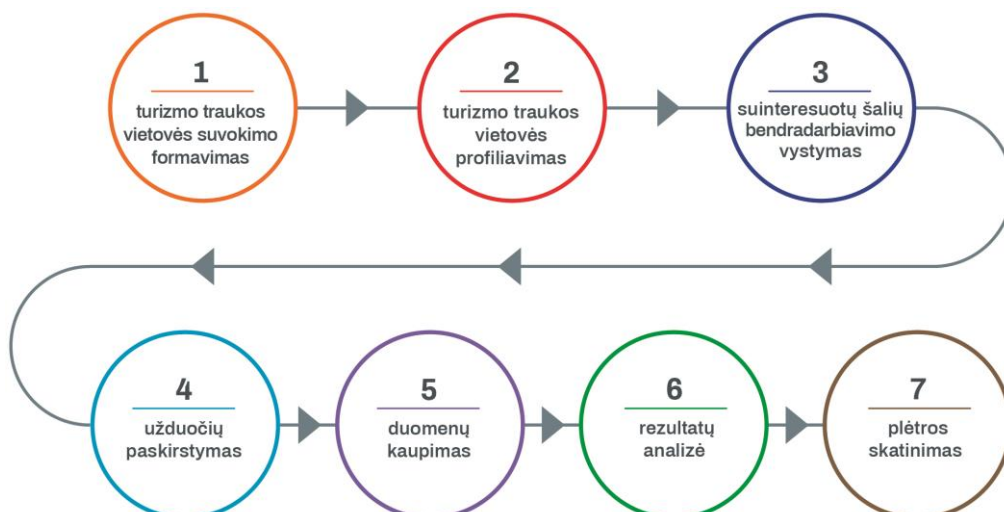 1
turizmo traukos
vietovės suvokimo
formavimas
2
turizmo traukos
vietovės
profiliavimas
3
suinteresuotų šalių
bendradarbiavimo
vystymas
4
užduočių
paskirstymas
5
duomenų
kaupimas
6
rezultatų
analizė
7
plėtros
skatinimas